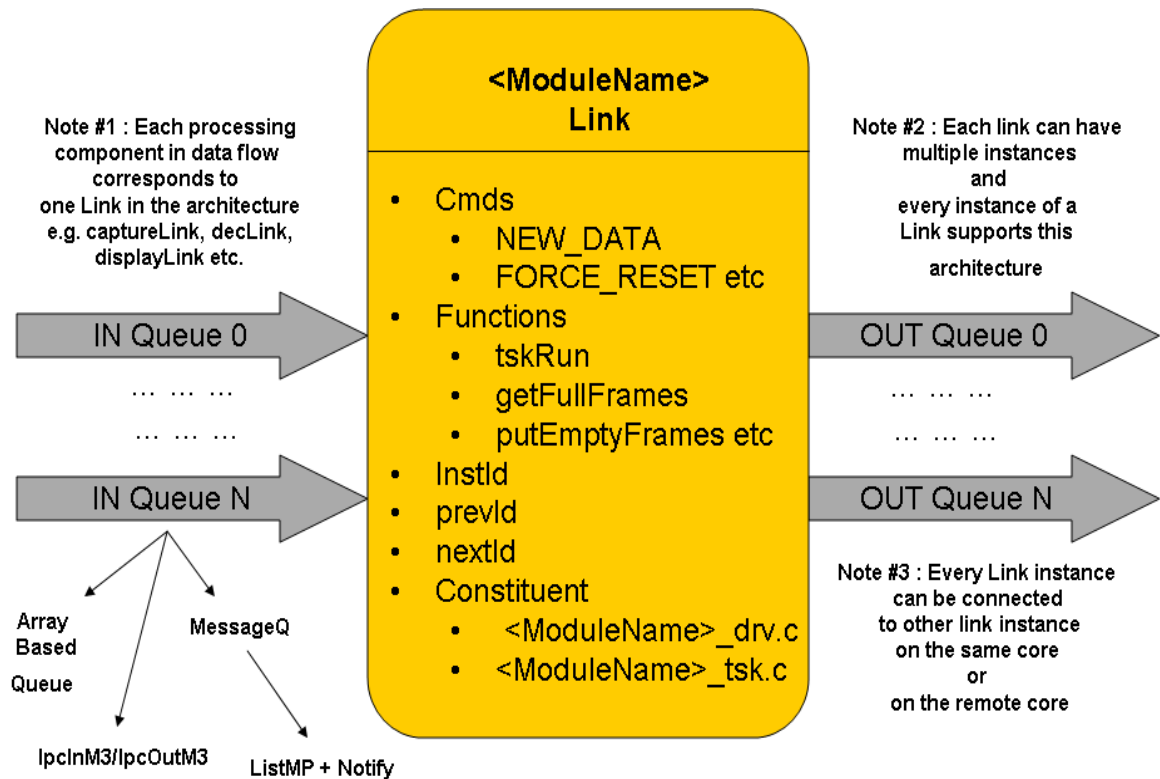 <ModuleName>
Link
Note #1 : Each processing
component in data flow
corresponds to
one Link in the architecture
e.g. captureLink, decLink,
displayLink etc.
Note #2 : Each link can have
multiple instances
and
every instance of a
Link supports this
architecture
• Cmds
• NEW_DATA
• FORCE_RESET etc
• Functions
• tskRun
• getFullFrames
• putEmptyFrames etc
• InstId
• prevId
• nextId
• Constituent
• <ModuleName>_drv.c
• <ModuleName>_tsk.c
IN Queue 0
... ... ...
... ... ...
IN Queue N
OUT Queue 0
... ... ...
... ... ...
OUT Queue N
Array
Based
Queue
MessageQ
IpcInM3/IpcOutM3
ListMP + Notify
Note #3 : Every Link instance
can be connected
to other link instance
on the same core
or
on the remote core